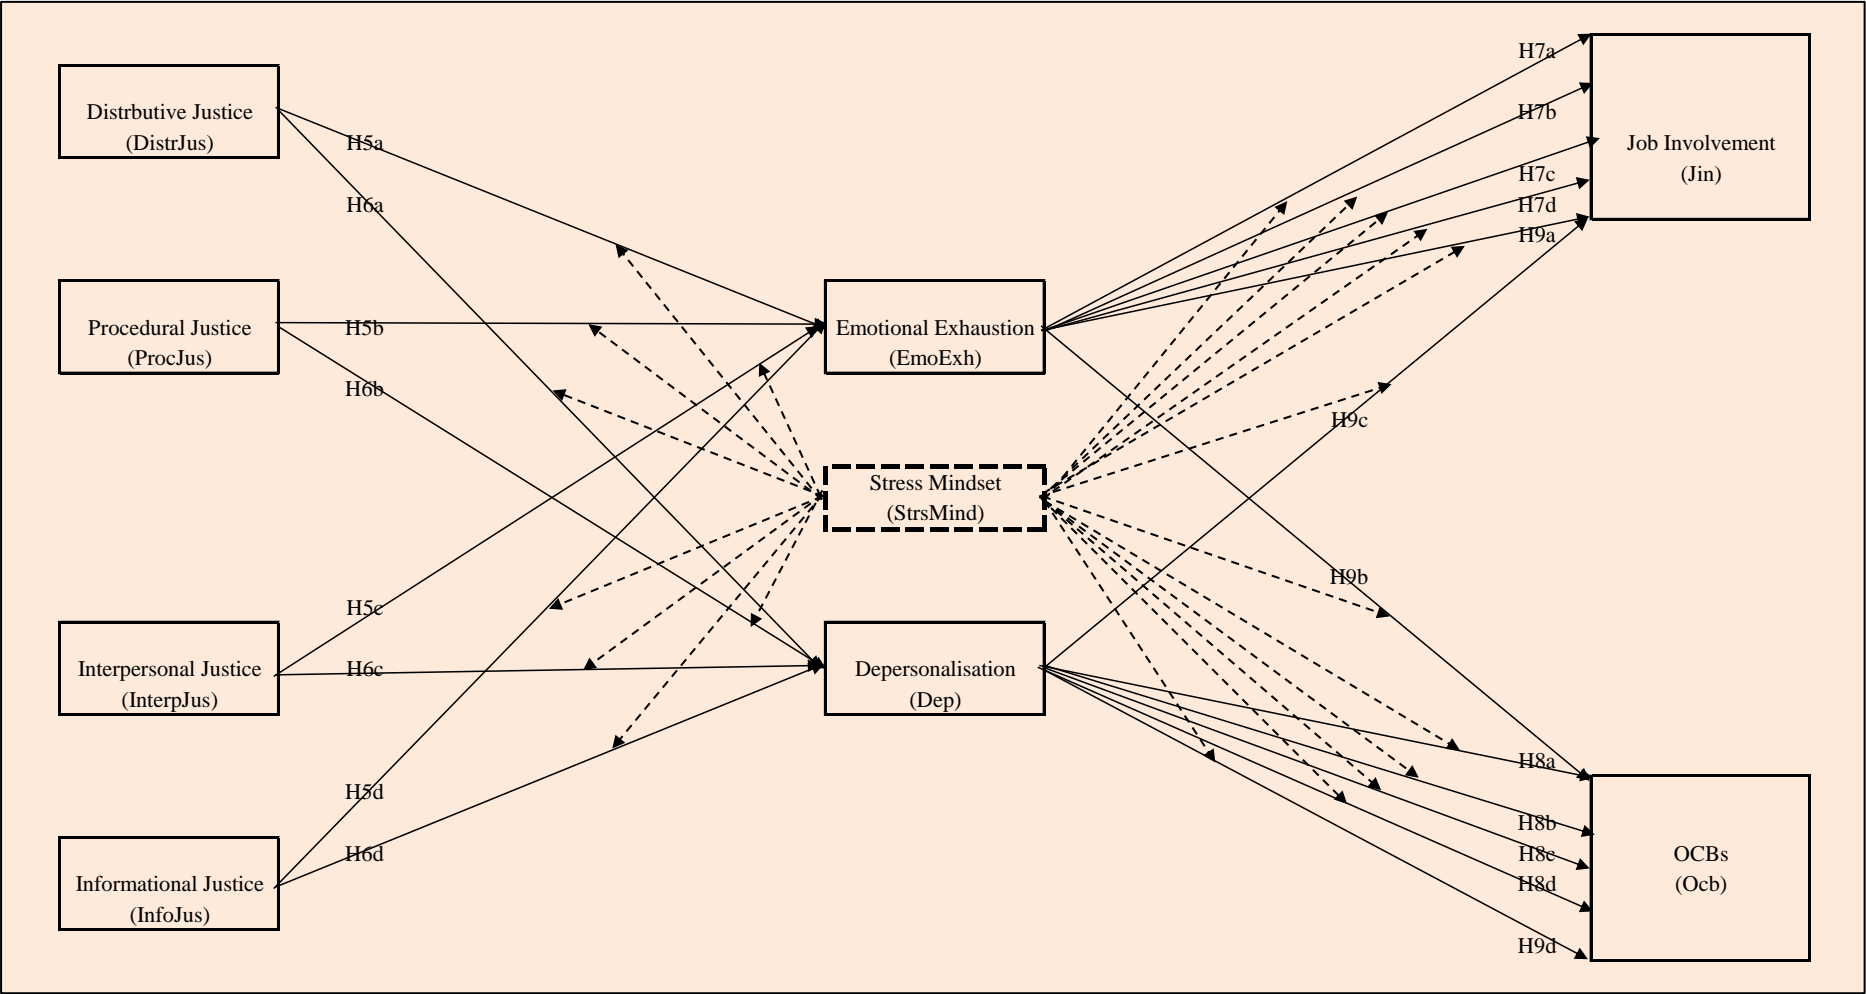 Distrbutive Justice
(DistrJus)
Procedural Justice
(ProcJus)
Interpersonal Justice
(InterpJus)
Informational Justice
(InfoJus)
H5a
H6a
H5b
H6b
H5c
H6c
H5d
H6d
Emotional Exhaustion
(EmoExh)
Stress Mindset
(StrsMind)
Depersonalisation
(Dep)
H7a
H7b
H7c
H7d
H9a
H9c
H9b
H8a
H8b
H8c
H8d
H9d
Job Involvement
(Jin)
OCBs
(Ocb)